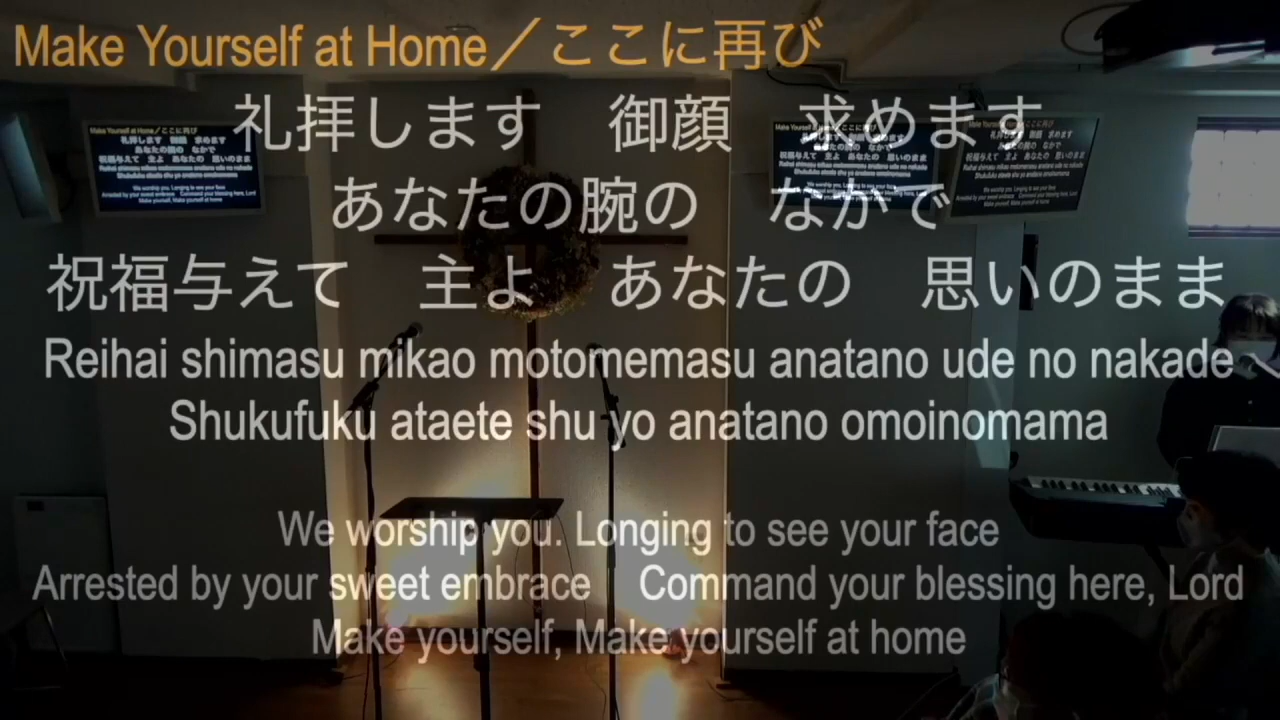 Make Yourself at Home／ここに再び
礼拝します　御顔　求めます
あなたの腕の　なかで
祝福与えて　主よ　あなたの　思いのまま
Reihai shimasu mikao motomemasu anatano ude no nakade
Shukufuku ataete shu yo anatano omoinomama
We worship you. Longing to see your face
Arrested by your sweet embrace　Command your blessing here, Lord
Make yourself, Make yourself at home